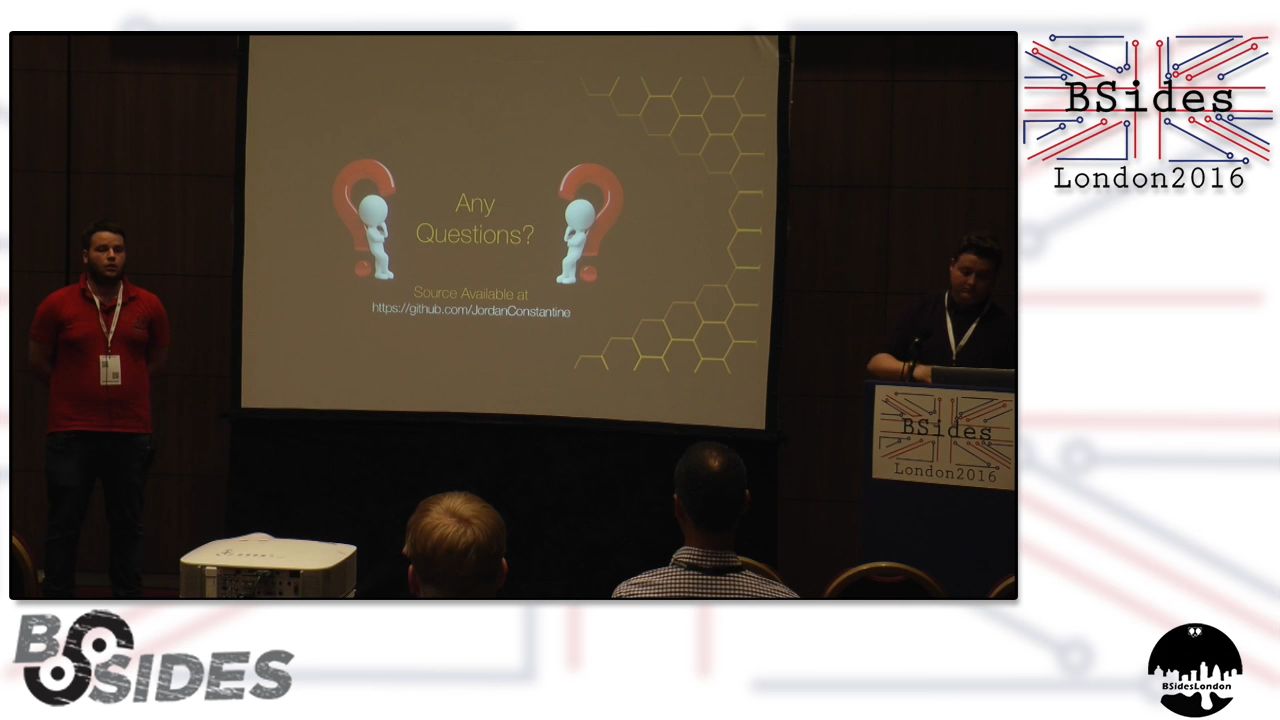 BSides
London2016
Any
Questions?
Source Available at
https://github.com/JordanConstantine
BSides
London2016
BSIDES
BSidesLondon